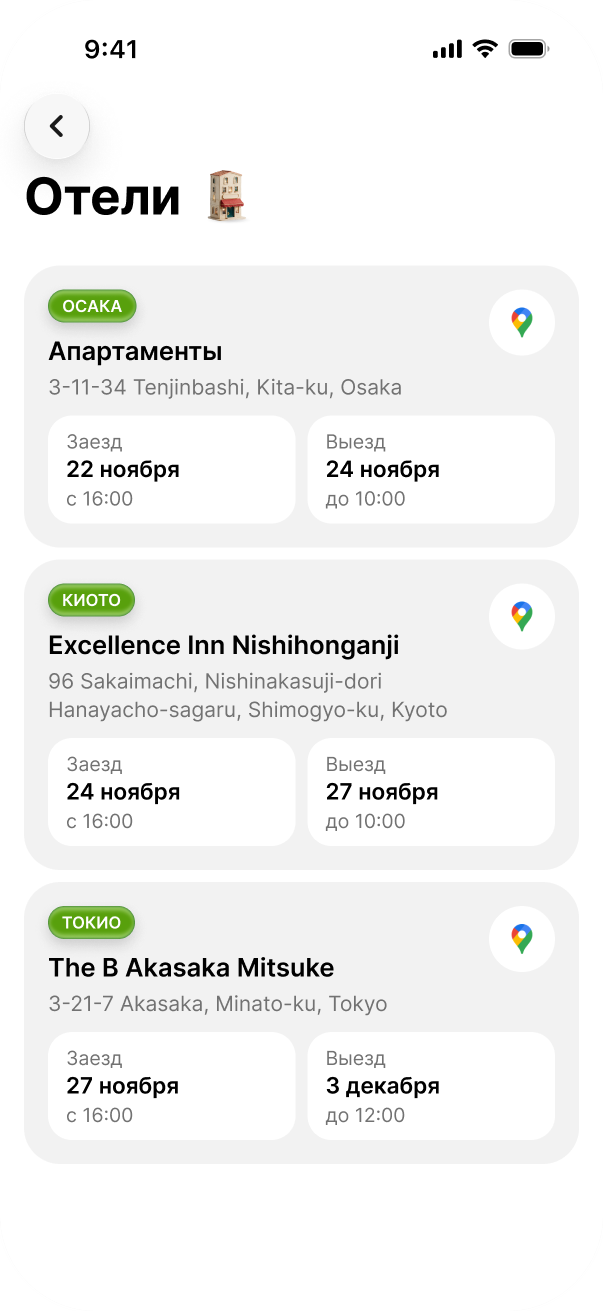 9:41
Отели
ОСАКА
Апартаменты
3-11-34 Tenjinbashi, Kita-ku, Osaka
Заезд
22 ноября
с 16:00
Выезд
24 ноября
до 10:00
КИОТО
Excellence Inn Nishihonganji
96 Sakaimachi, Nishinakasuji-dori
Hanayacho-sagaru, Shimogyo-ku, Kyoto
Заезд
24 ноября
с 16:00
Выезд
27 ноября
до 10:00
ТОКИО
The B Akasaka Mitsuke
3-21-7 Akasaka, Minato-ku, Tokyo
Заезд
27 ноября
с 16:00
Выезд
3 декабря
до 12:00